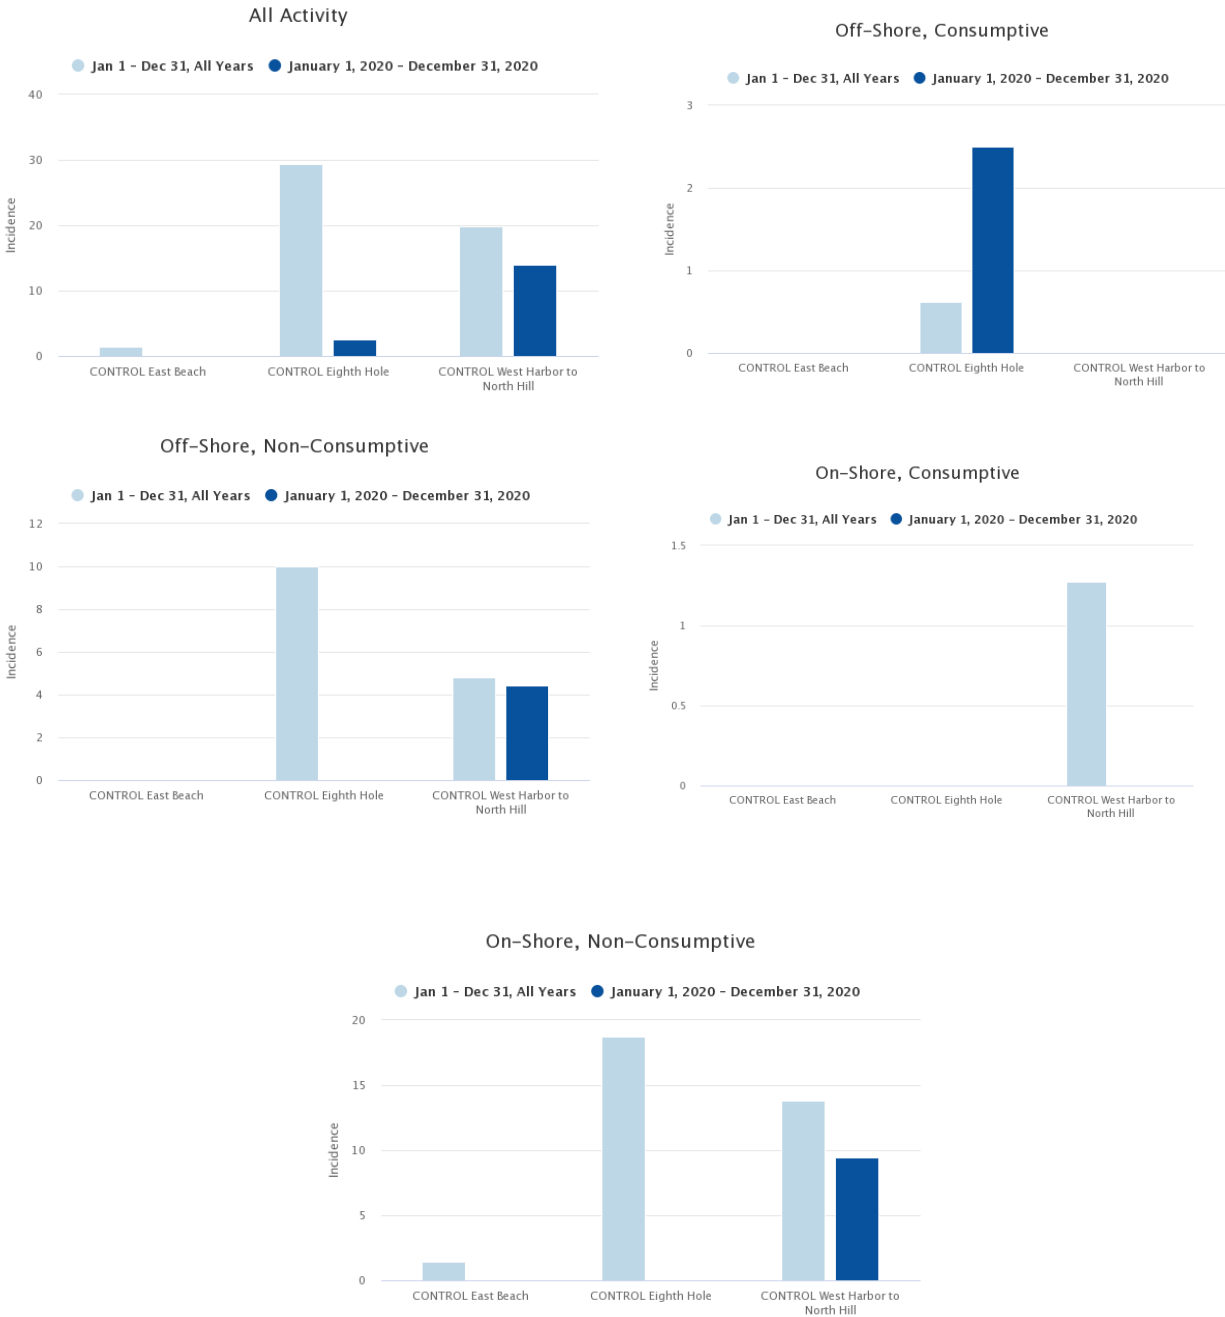 All Activity
Jan 1 – Dec 31, All Years
January 1, 2020 – December 31, 2020
40
30
20
10
0
Incidence
CONTROL East Beach
CONTROL Eighth Hole
CONTROL West Harbor to
North Hill
Off–Shore, Consumptive
Jan 1 – Dec 31, All Years
January 1, 2020 – December 31, 2020
3
2
1
0
Incidence
CONTROL East Beach
CONTROL Eighth Hole
CONTROL West Harbor to
North Hill
Off–Shore, Non–Consumptive
Jan 1 – Dec 31, All Years
January 1, 2020 – December 31, 2020
12
10
8
6
4
2
0
Incidence
CONTROL East Beach
CONTROL Eighth Hole
CONTROL West Harbor to
North Hill
On–Shore, Consumptive
Jan 1 – Dec 31, All Years
January 1, 2020 – December 31, 2020
1.5
1
0.5
0
Incidence
CONTROL East Beach
CONTROL Eighth Hole
CONTROL West Harbor to
North Hill
On–Shore, Non–Consumptive
Jan 1 – Dec 31, All Years
January 1, 2020 – December 31, 2020
20
15
10
5
0
Incidence
CONTROL East Beach
CONTROL Eighth Hole
CONTROL West Harbor to
North Hill